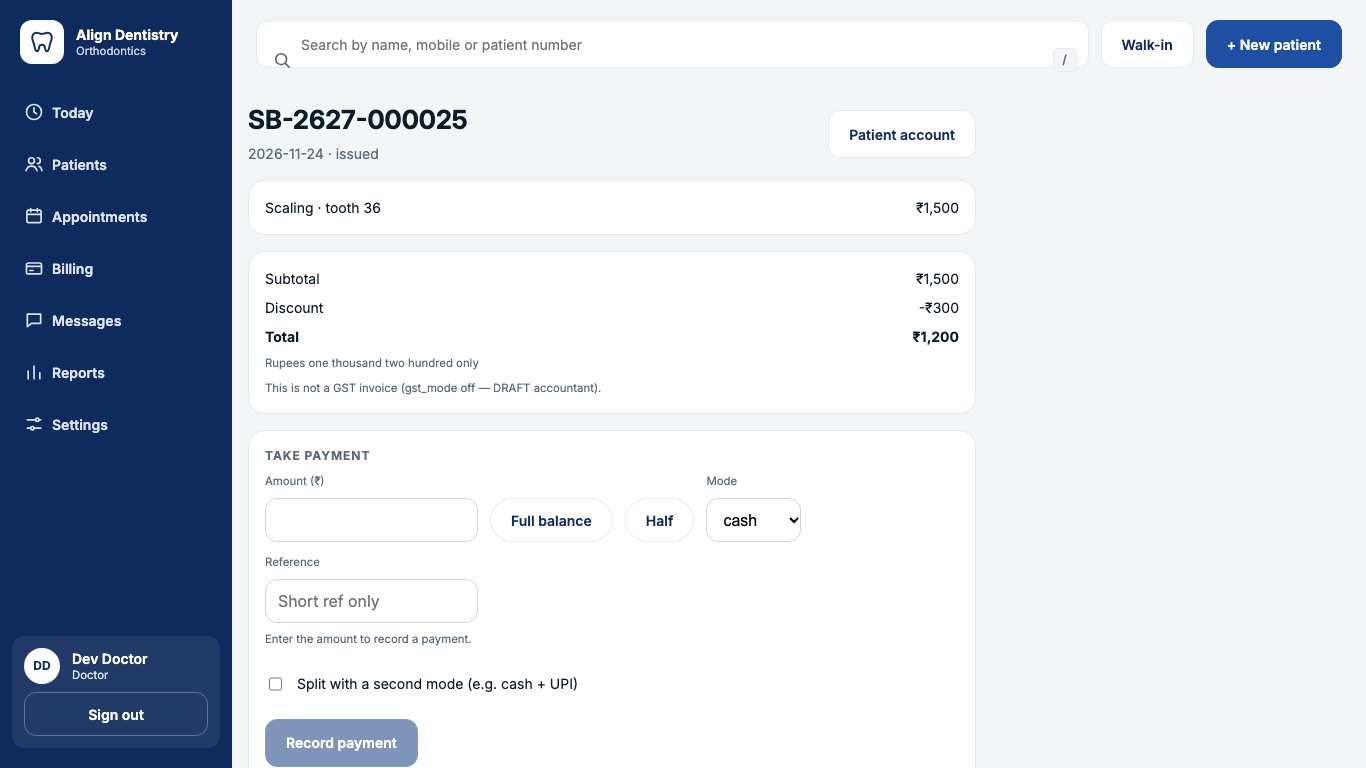 Align Dentistry
Orthodontics
Today
Patients
Appointments
Billing
Messages
Reports
Settings
DD
Dev Doctor
Doctor
Sign out
Search by name, mobile or patient number
/
Walk-in
+ New patient
SB-2627-000025
2026-11-24 · issued
Patient account
Scaling · tooth 36 ₹1,500
Subtotal ₹1,500
Discount -₹300
Total ₹1,200
Rupees one thousand two hundred only
This is not a GST invoice (gst_mode off — DRAFT accountant).
TAKE PAYMENT
Amount (₹) Mode
Full balance Half cash
Reference
Short ref only
Enter the amount to record a payment.
Split with a second mode (e.g. cash + UPI)
Record payment